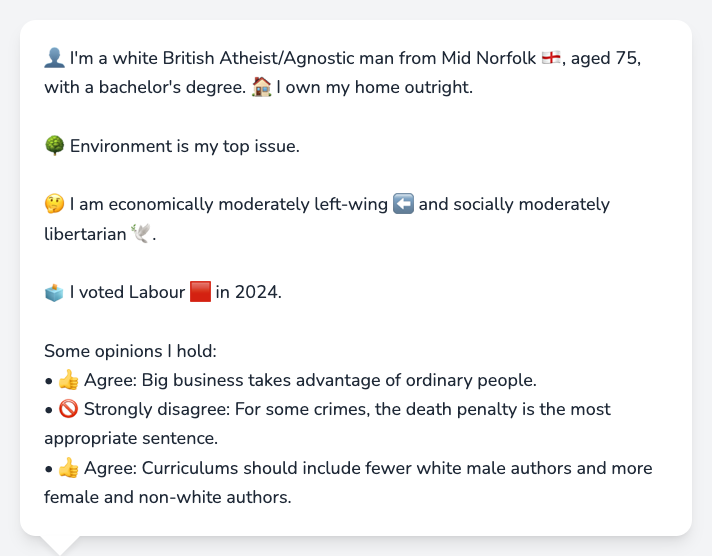 👤 I'm a white British Atheist/Agnostic man from Mid Norfolk 🏴󠁧󠁢󠁥󠁮󠁧󠁿, aged 75,
with a bachelor's degree. 🏠 I own my home outright.
🌳 Environment is my top issue.
🤔 I am economically moderately left-wing ⬅️ and socially moderately
libertarian 🕊️.
🗳️ I voted Labour 🟥 in 2024.
Some opinions I hold:
• 👍 Agree: Big business takes advantage of ordinary people.
• 🚫 Strongly disagree: For some crimes, the death penalty is the most
appropriate sentence.
• 👍 Agree: Curriculums should include fewer white male authors and more
female and non-white authors.